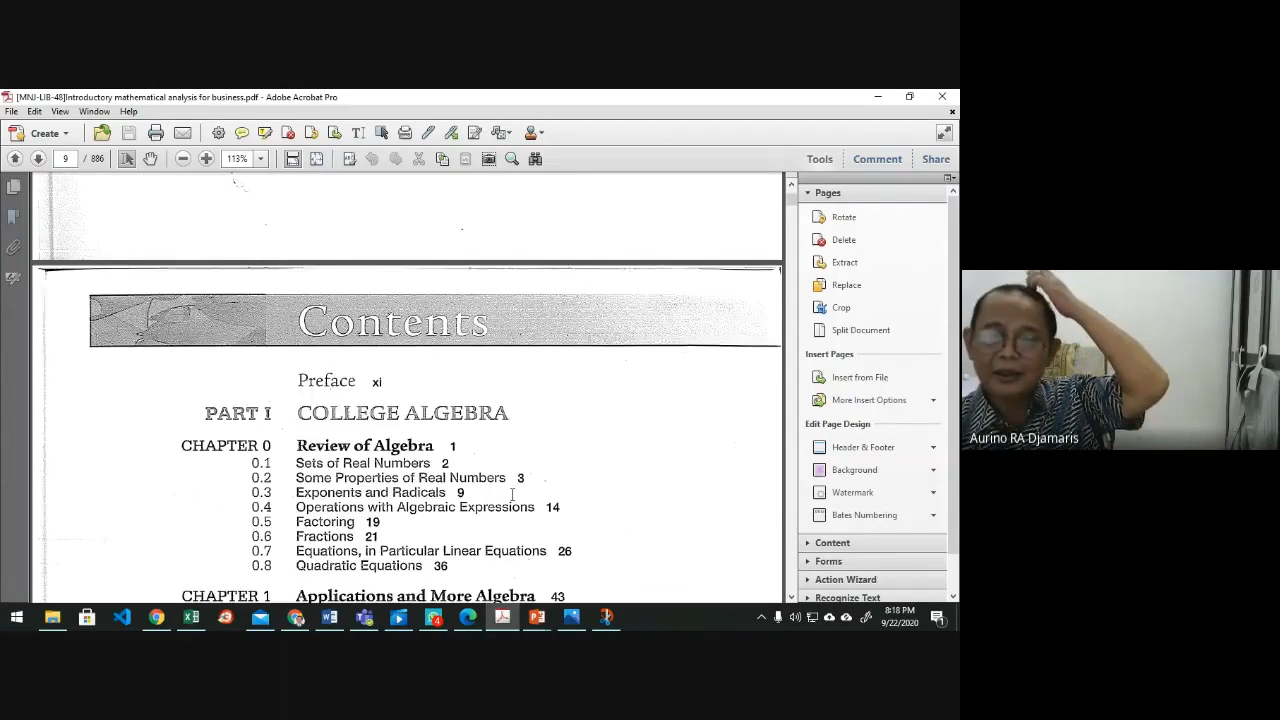 [MNJ-LIB-48]Introductory mathematical analysis for business.pdf - Adobe Acrobat Pro
File Edit View Window Help
Create
9 / 886 113% Tools Comment Share
Contents
Preface xi
PART I COLLEGE ALGEBRA
CHAPTER 0 Review of Algebra 1
0.1 Sets of Real Numbers 2
0.2 Some Properties of Real Numbers 3
0.3 Exponents and Radicals 9
0.4 Operations with Algebraic Expressions 14
0.5 Factoring 19
0.6 Fractions 21
0.7 Equations, in Particular Linear Equations 26
0.8 Quadratic Equations 36
CHAPTER 1 Applications and More Algebra 43
Pages
Rotate
Delete
Extract
Replace
Crop
Split Document
Insert Pages
Insert from File
More Insert Options
Edit Page Design
Header & Footer
Background
Watermark
Bates Numbering
Content
Forms
Action Wizard
Recognize Text
Aurino RA Djamaris
8:18 PM
9/22/2020